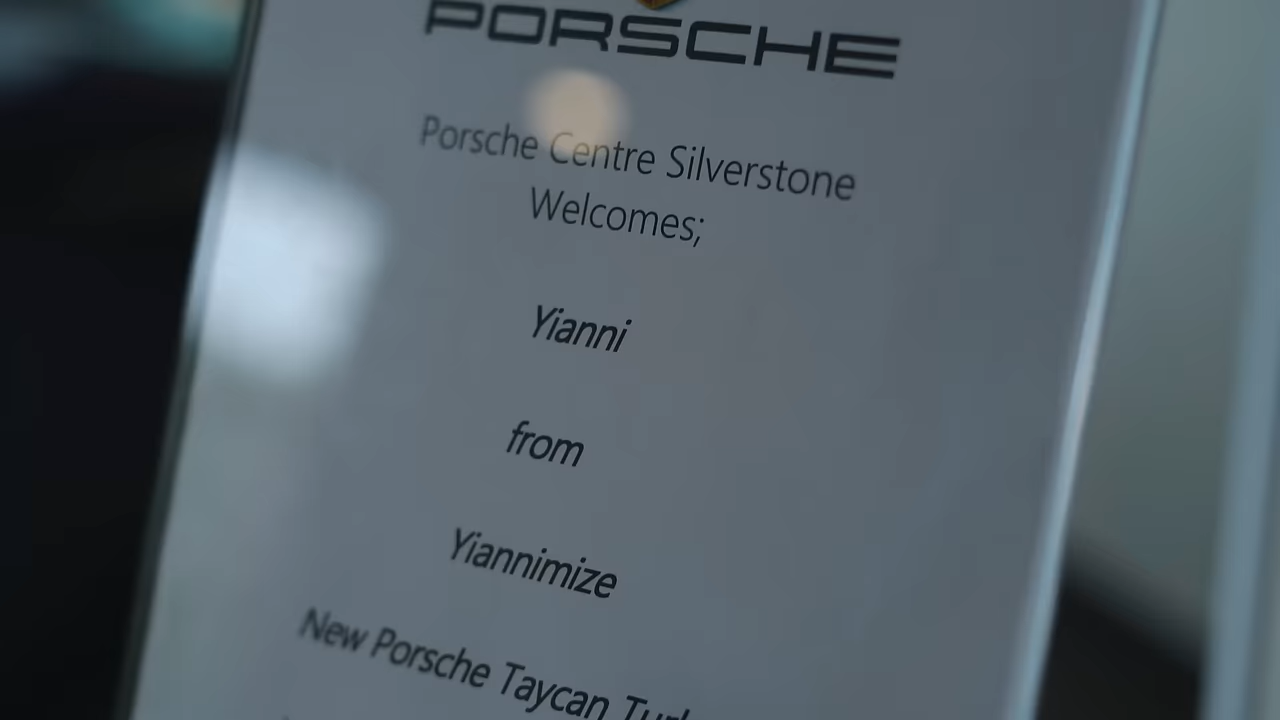 PORSCHE
Porsche Centre Silverstone
Welcomes;
Yianni
from
Yiannimize
New Porsche Taycan